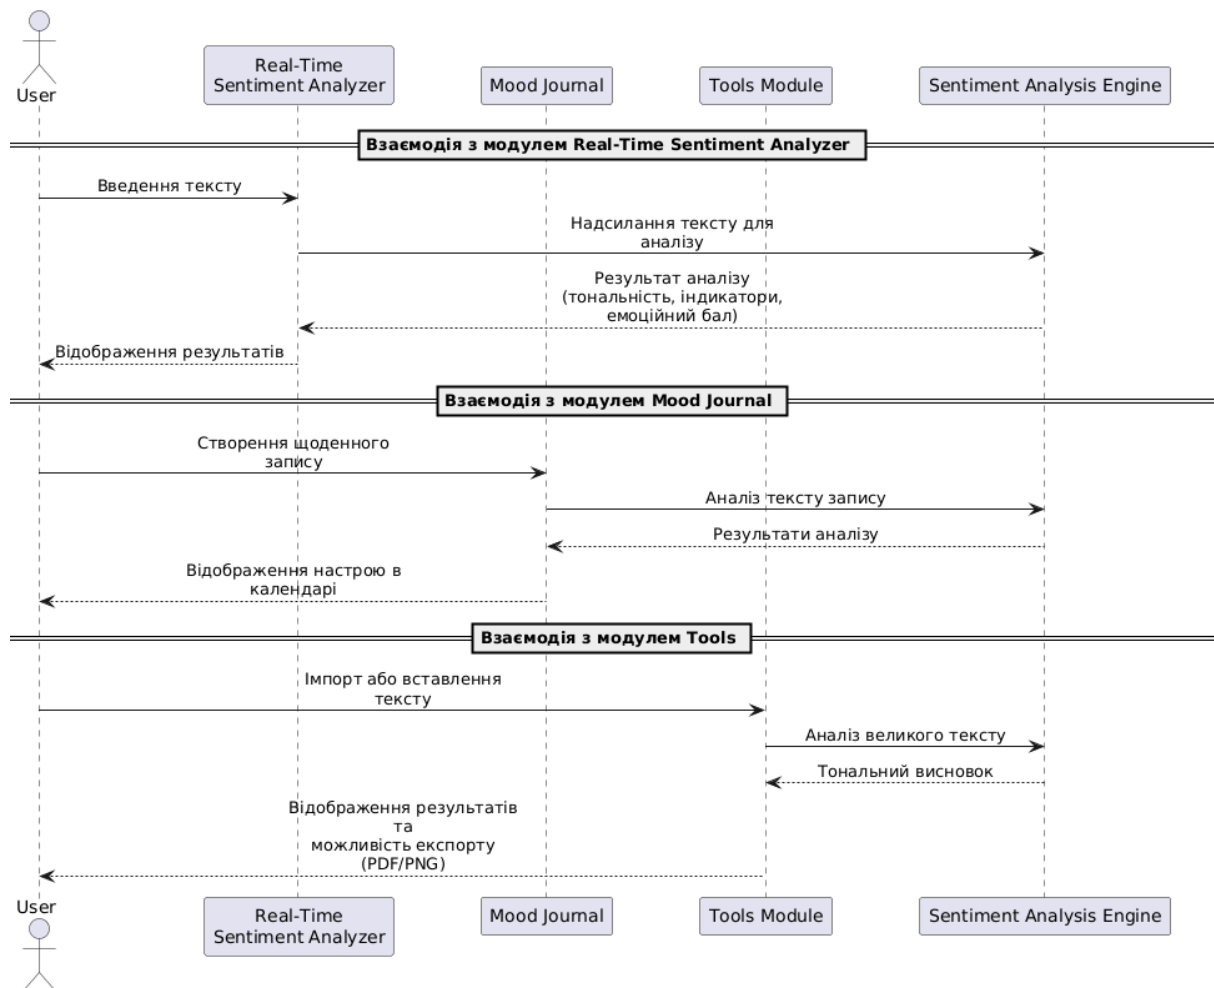 User
Real-Time
Sentiment Analyzer
Mood Journal
Tools Module
Sentiment Analysis Engine
Взаємодія з модулем Real-Time Sentiment Analyzer
Введення тексту
Надсилання тексту для
аналізу
Результат аналізу
(тональність, індикатори,
емоційний бал)
Відображення результатів
Взаємодія з модулем Mood Journal
Створення щоденного
запису
Аналіз тексту запису
Результати аналізу
Відображення настрою в
календарі
Взаємодія з модулем Tools
Імпорт або вставлення
тексту
Аналіз великого тексту
Тональний висновок
Відображення результатів
та
можливість експорту
(PDF/PNG)
User
Real-Time
Sentiment Analyzer
Mood Journal
Tools Module
Sentiment Analysis Engine